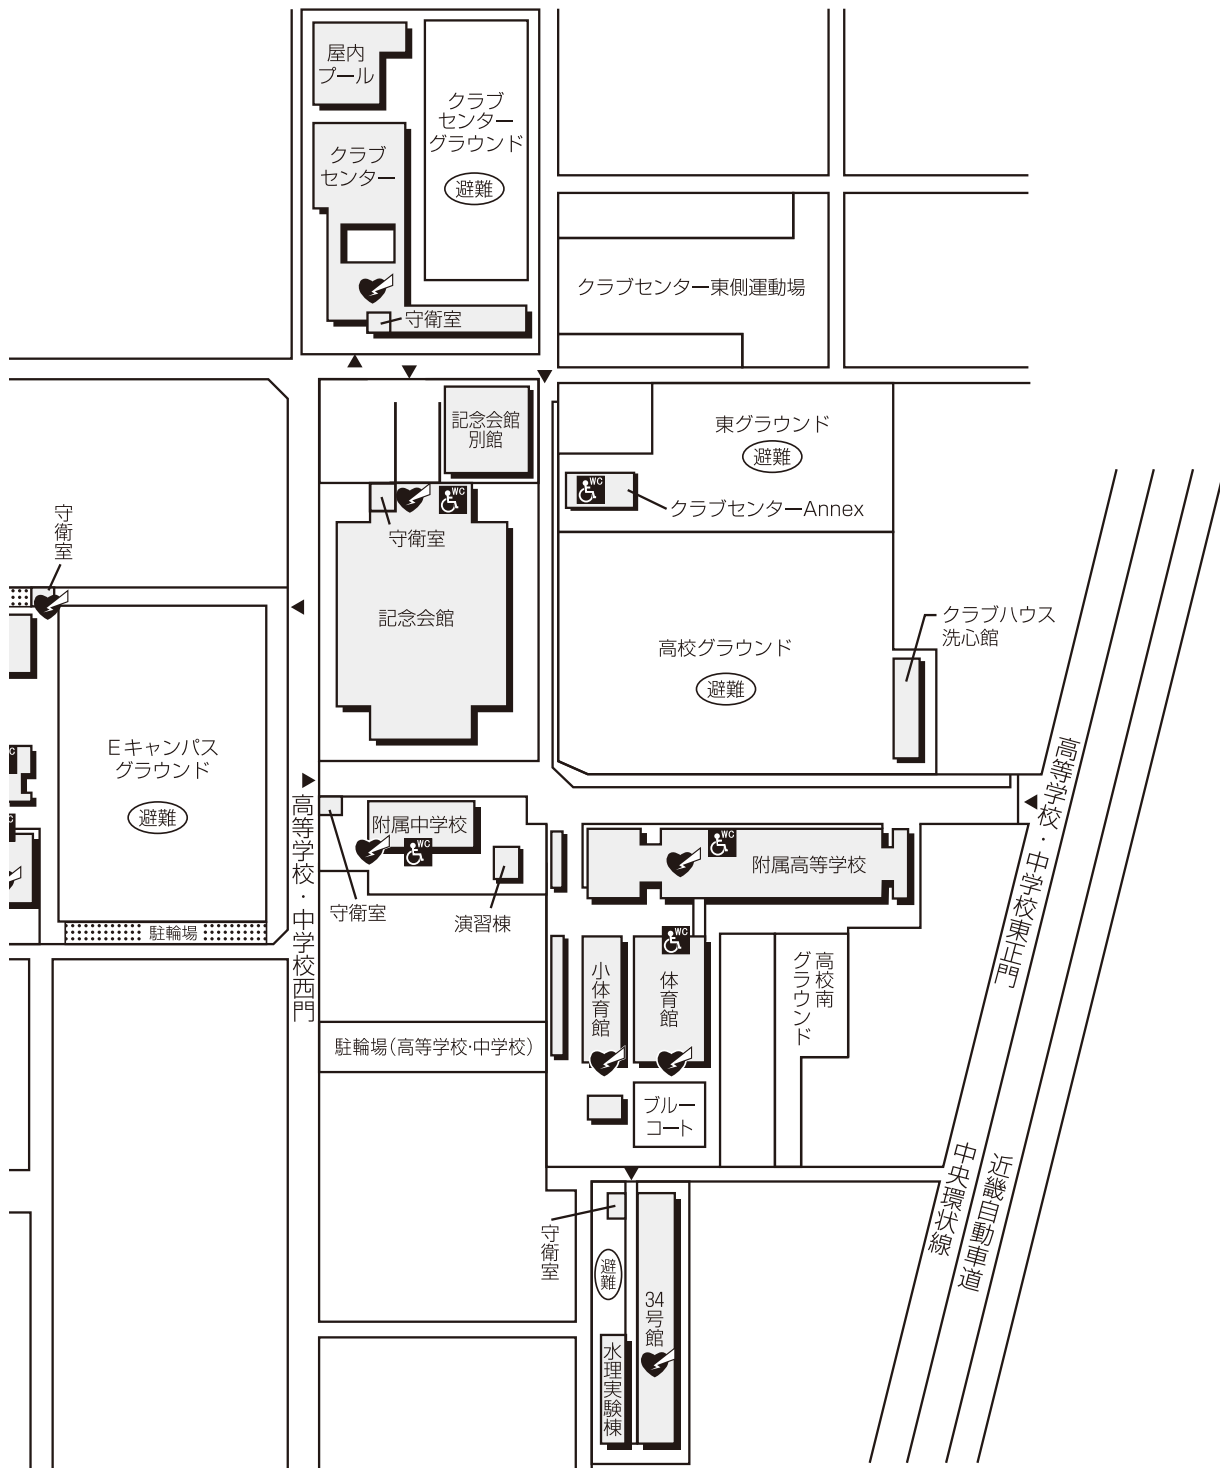 屋内
プール
クラブ
センター
グラウンド
避難
クラブ
センター
守衛室
クラブセンター東側運動場
記念会館
別館
東グラウンド
避難
WC
クラブセンターAnnex
WC
守衛室
守衛室
記念会館
クラブハウス
洗心館
高校グラウンド
避難
Eキャンパス
グラウンド
避難
駐輪場
高等学校・中学校西門
高等学校・中学校東正門
附属中学校
WC
守衛室
演習棟
WC
附属高等学校
WC
小体育館
体育館
高校南
グラウンド
駐輪場(高等学校・中学校)
ブルー
コート
守衛室
避難
34号館
水理実験棟
中央環状線
近畿自動車道